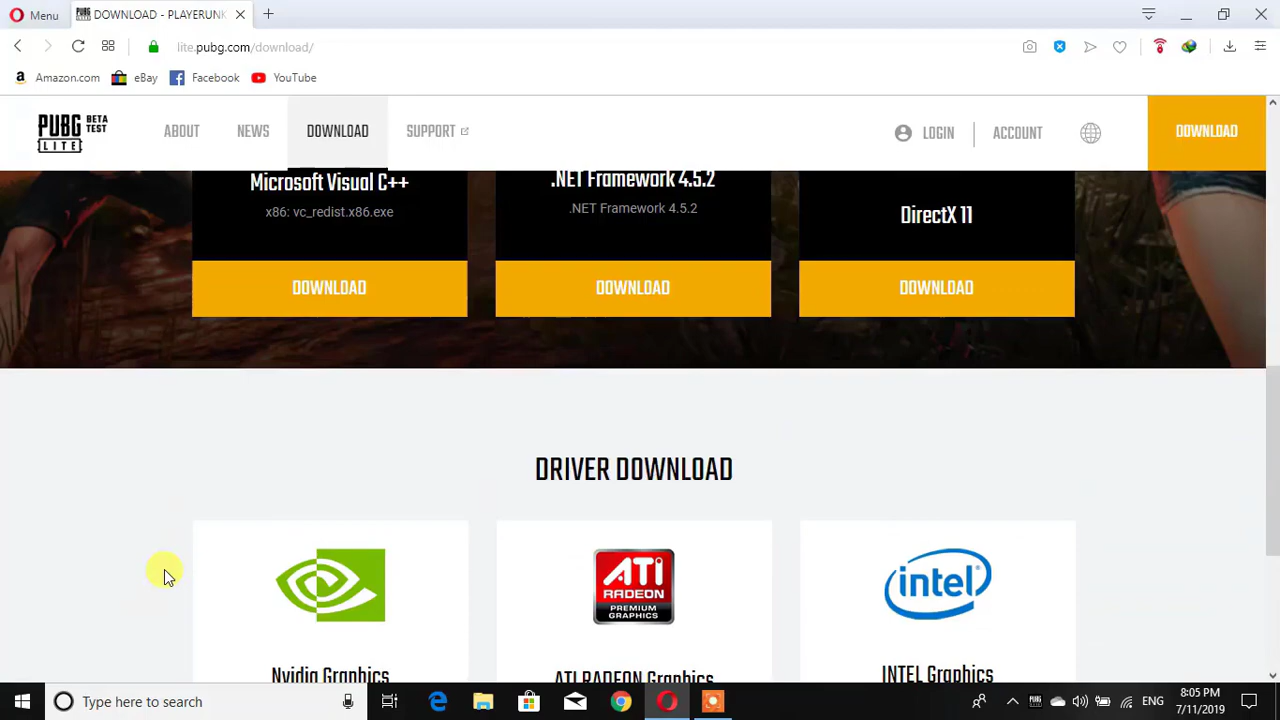 Menu
DOWNLOAD - PLAYERUNK
lite.pubg.com/download/
Amazon.com
eBay
Facebook
YouTube
PUBG
LITE
BETA
TEST
ABOUT
NEWS
DOWNLOAD
SUPPORT
LOGIN
ACCOUNT
DOWNLOAD
Microsoft Visual C++
x86: vc_redist.x86.exe
DOWNLOAD
.NET Framework 4.5.2
.NET Framework 4.5.2
DOWNLOAD
DirectX 11
DOWNLOAD
DRIVER DOWNLOAD
Nvidia Graphics
ATI
RADEON
PREMIUM
GRAPHICS
ATI RADEON Graphics
intel
INTEL Graphics
Type here to search
ENG
8:05 PM
7/11/2019